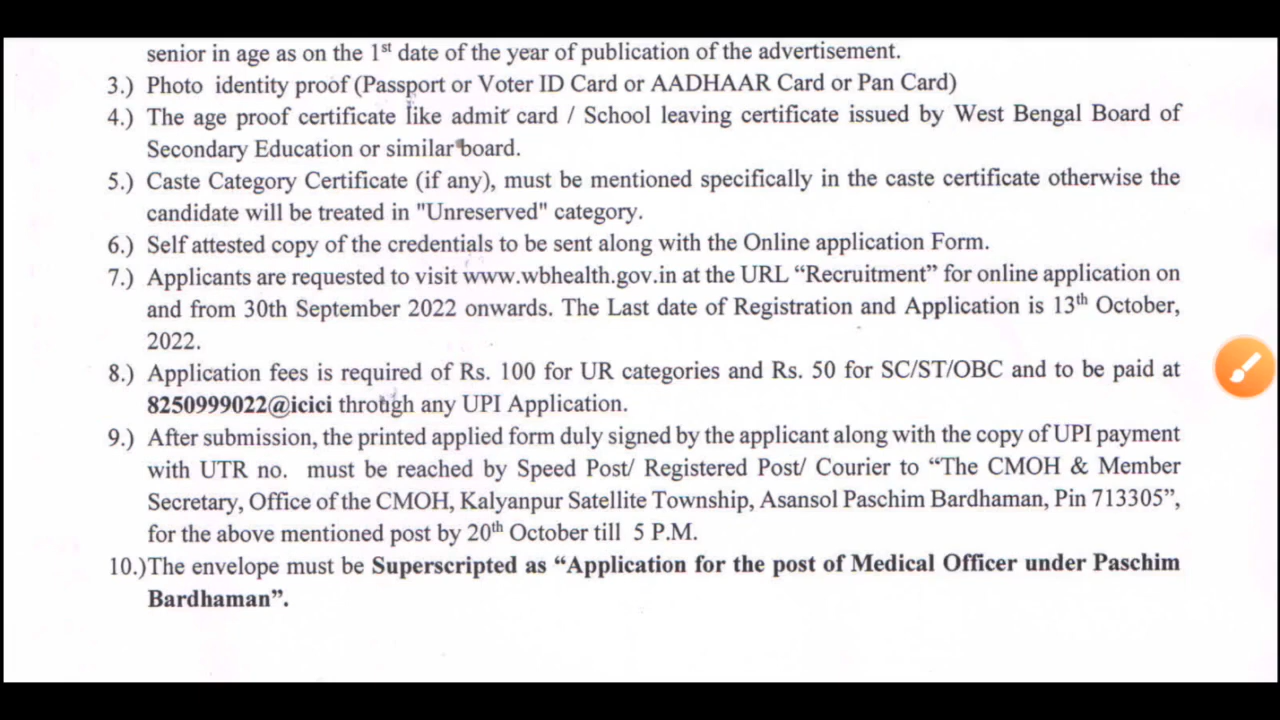 senior in age as on the 1st date of the year of publication of the advertisement.
3.) Photo identity proof (Passport or Voter ID Card or AADHAAR Card or Pan Card)
4.) The age proof certificate like admit card / School leaving certificate issued by West Bengal Board of
Secondary Education or similar board.
5.) Caste Category Certificate (if any), must be mentioned specifically in the caste certificate otherwise the
candidate will be treated in "Unreserved" category.
6.) Self attested copy of the credentials to be sent along with the Online application Form.
7.) Applicants are requested to visit www.wbhealth.gov.in at the URL “Recruitment” for online application on
and from 30th September 2022 onwards. The Last date of Registration and Application is 13th October,
2022.
8.) Application fees is required of Rs. 100 for UR categories and Rs. 50 for SC/ST/OBC and to be paid at
8250999022@icici through any UPI Application.
9.) After submission, the printed applied form duly signed by the applicant along with the copy of UPI payment
with UTR no. must be reached by Speed Post/ Registered Post/ Courier to “The CMOH & Member
Secretary, Office of the CMOH, Kalyanpur Satellite Township, Asansol Paschim Bardhaman, Pin 713305”,
for the above mentioned post by 20th October till 5 P.M.
10.)The envelope must be Superscripted as “Application for the post of Medical Officer under Paschim
Bardhaman”.